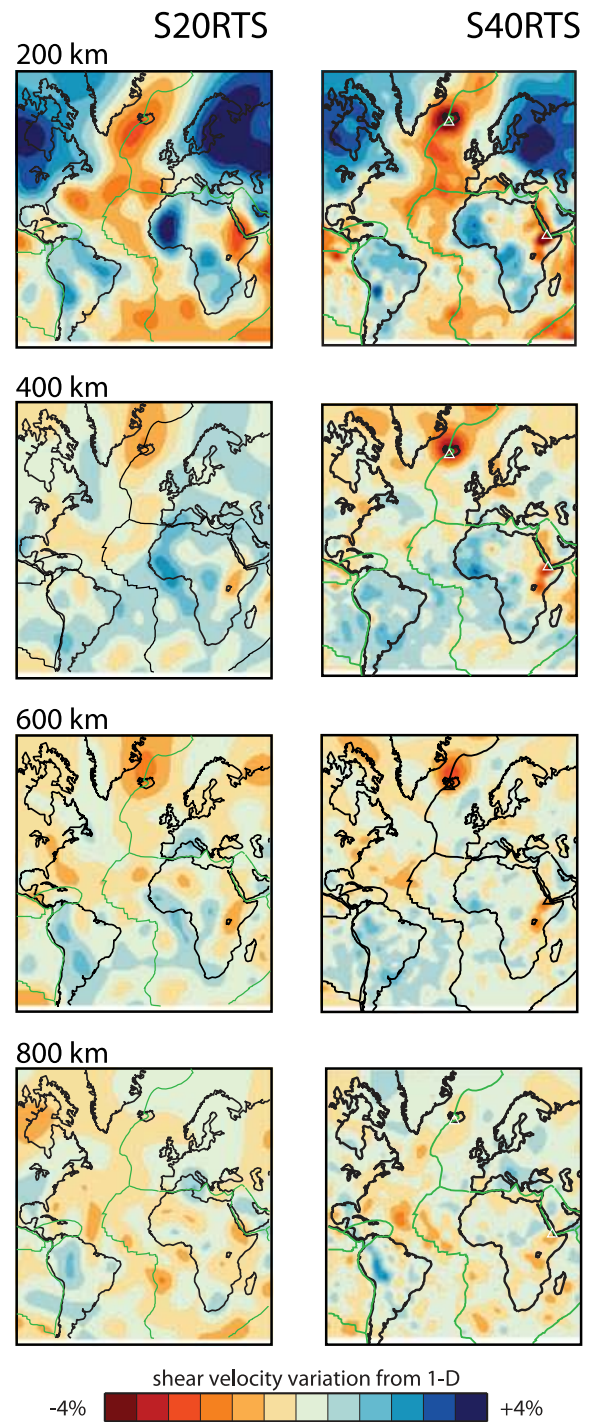 S20RTS
S40RTS
200 km
400 km
600 km
800 km
shear velocity variation from 1-D
-4%
+4%